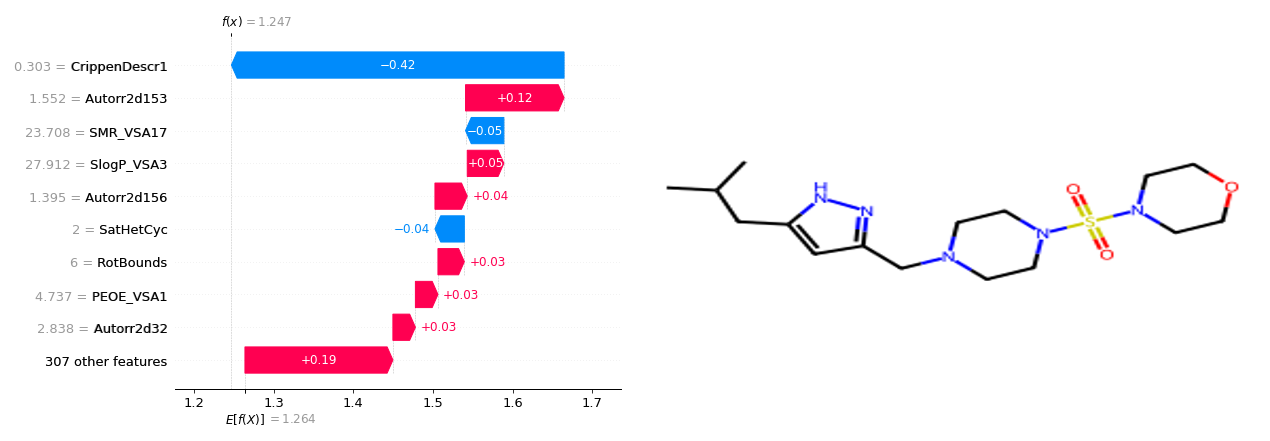 f(x) = 1.247
0.303 = CrippenDescr1
−0.42
1.552 = Autorr2d153
+0.12
23.708 = SMR_VSA17
−0.05
27.912 = SlogP_VSA3
+0.05
1.395 = Autorr2d156
+0.04
2 = SatHetCyc
−0.04
6 = RotBounds
+0.03
4.737 = PEOE_VSA1
+0.03
2.838 = Autorr2d32
+0.03
307 other features
+0.19
1.2 1.3 1.4 1.5 1.6 1.7
E[f(X)] = 1.264
H
N
N
N
N
O
S
O
N
O